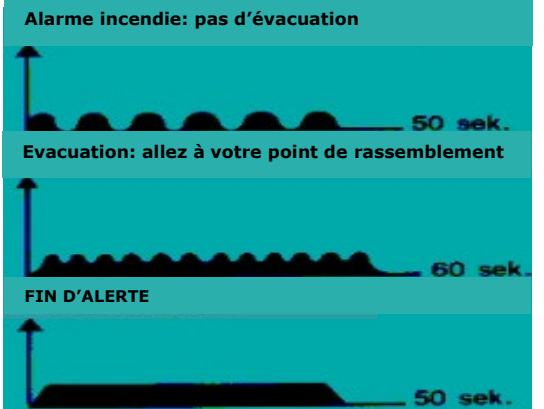 Alarme incendie: pas d’évacuation
50 sek.
Evacuation: allez à votre point de rassemblement
60 sek.
FIN D’ALERTE
50 sek.